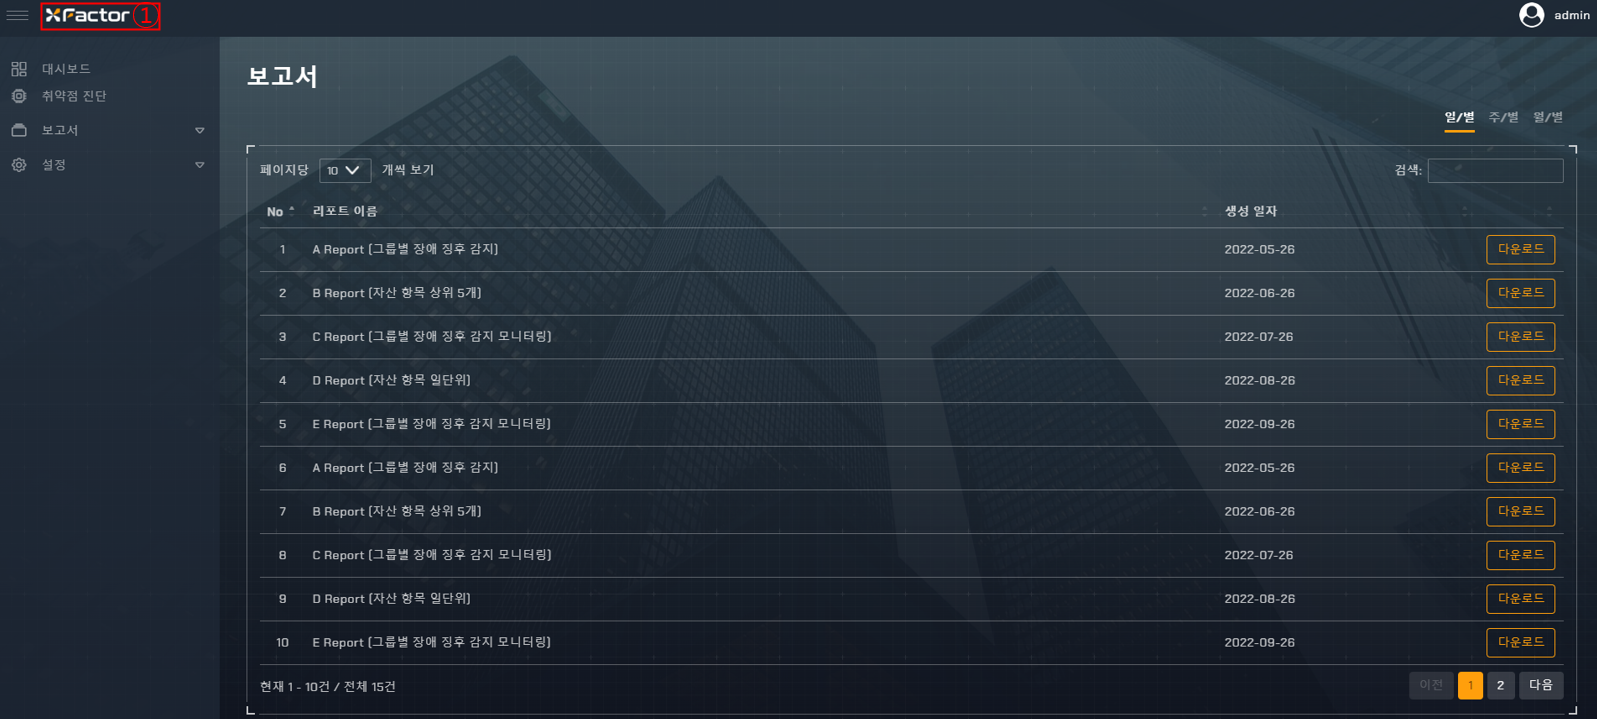 XFactor ①
admin
대시보드
취약점 진단
보고서
설정
보고서
일/별 주/별 월/별
페이지당 10 개씩 보기 검색:
No 리포트 이름 생성 일자
1 A Report (그룹별 장애 징후 감지) 2022-05-26 다운로드
2 B Report (자산 항목 상위 5개) 2022-06-26 다운로드
3 C Report (그룹별 장애 징후 감지 모니터링) 2022-07-26 다운로드
4 D Report (자산 항목 일단위) 2022-08-26 다운로드
5 E Report (그룹별 장애 징후 감지 모니터링) 2022-09-26 다운로드
6 A Report (그룹별 장애 징후 감지) 2022-05-26 다운로드
7 B Report (자산 항목 상위 5개) 2022-06-26 다운로드
8 C Report (그룹별 장애 징후 감지 모니터링) 2022-07-26 다운로드
9 D Report (자산 항목 일단위) 2022-08-26 다운로드
10 E Report (그룹별 장애 징후 감지 모니터링) 2022-09-26 다운로드
현재 1 - 10건 / 전체 15건 이전 1 2 다음